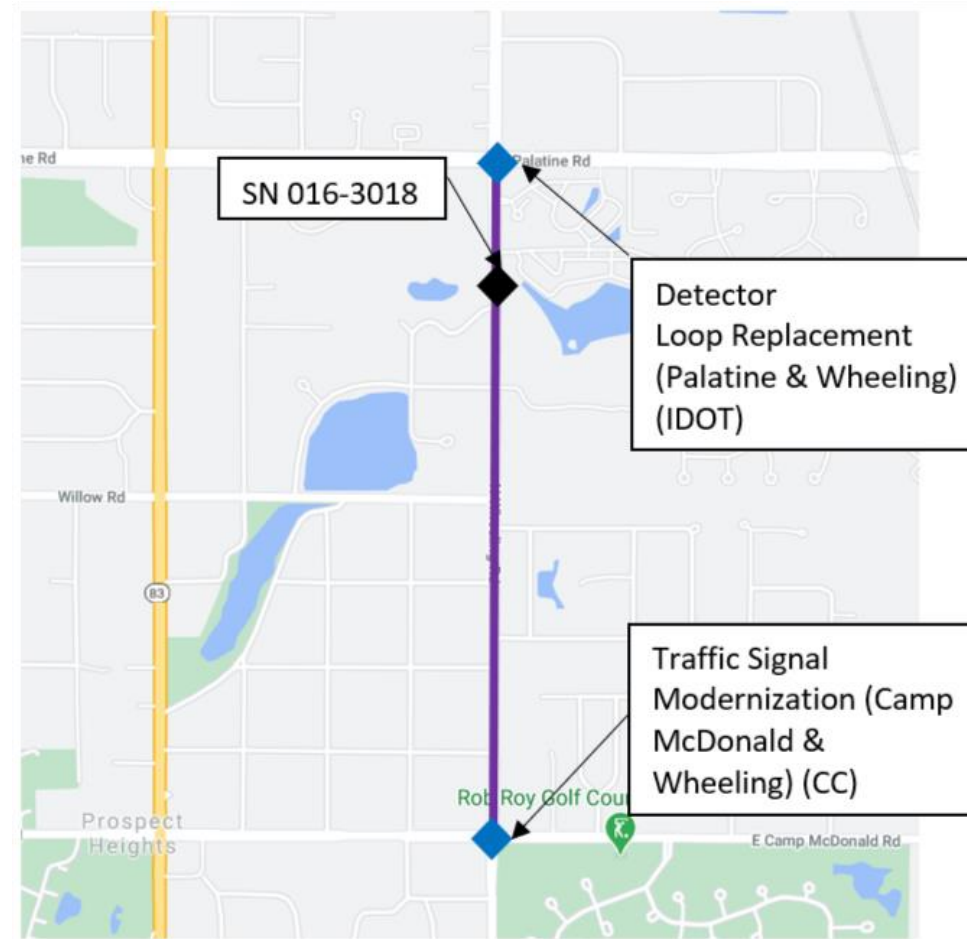 ne Rd
Palatine Rd
SN 016-3018
Detector
Loop Replacement
(Palatine & Wheeling)
(IDOT)
Willow Rd
83
Traffic Signal
Modernization (Camp
McDonald &
Wheeling) (CC)
Rob Roy Golf Cour
Prospect
Heights
E Camp McDonald Rd